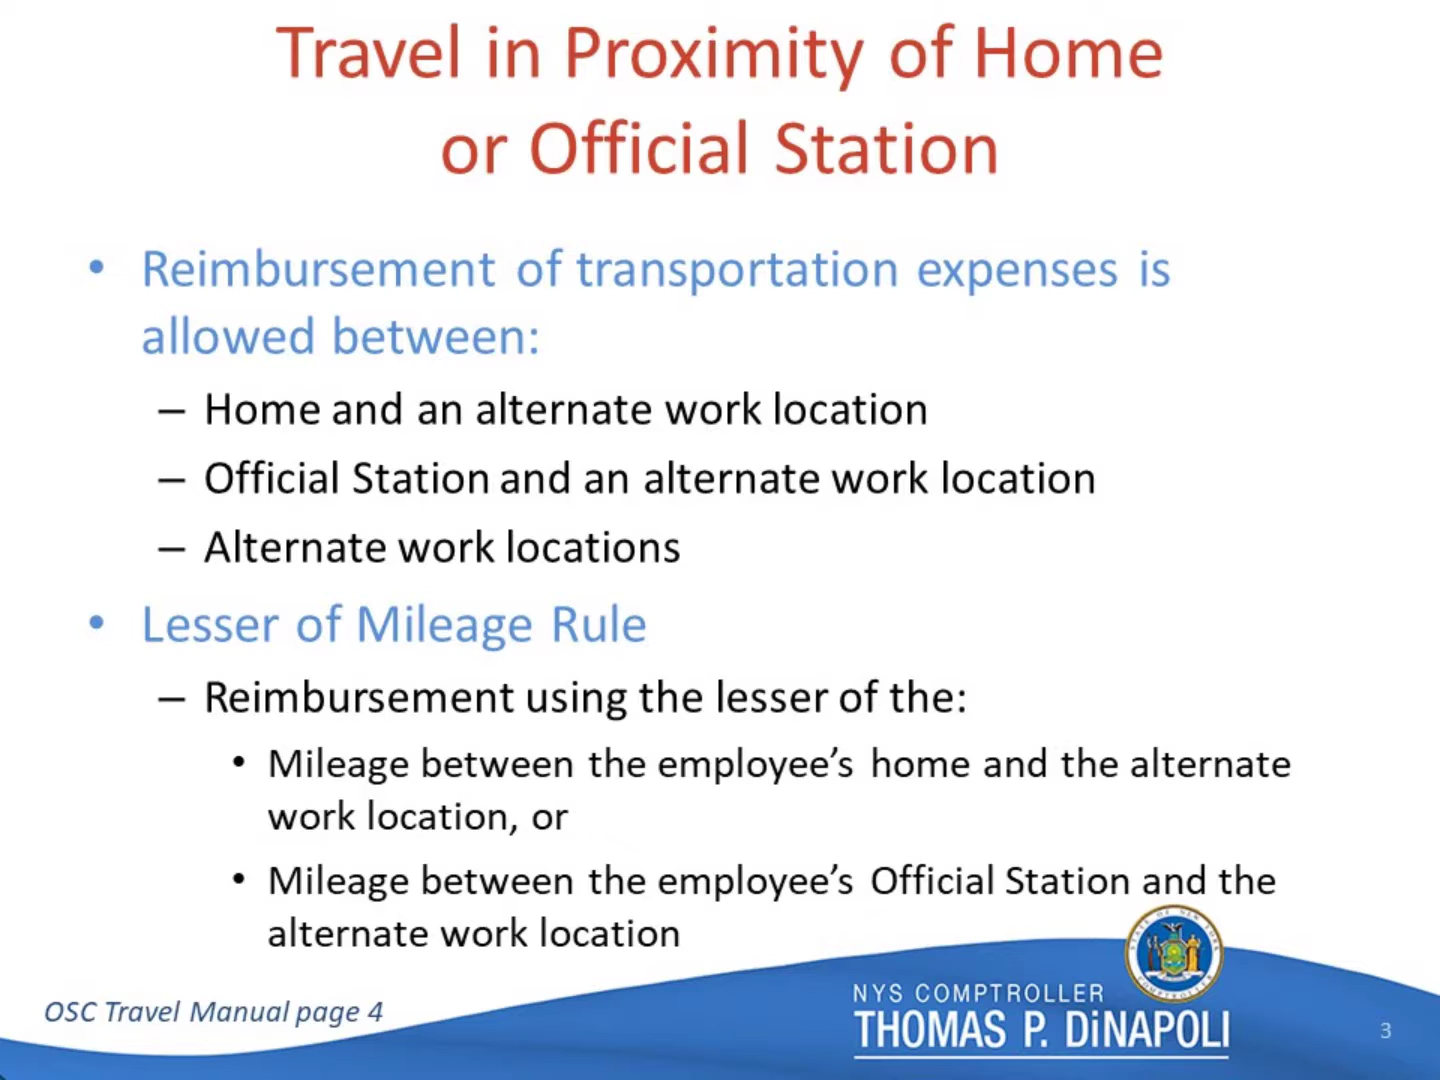 Travel in Proximity of Home
or Official Station
• Reimbursement of transportation expenses is
allowed between:
– Home and an alternate work location
– Official Station and an alternate work location
– Alternate work locations
• Lesser of Mileage Rule
– Reimbursement using the lesser of the:
• Mileage between the employee’s home and the alternate
work location, or
• Mileage between the employee’s Official Station and the
alternate work location
OSC Travel Manual page 4
NYS COMPTROLLER
THOMAS P. DiNAPOLI
3